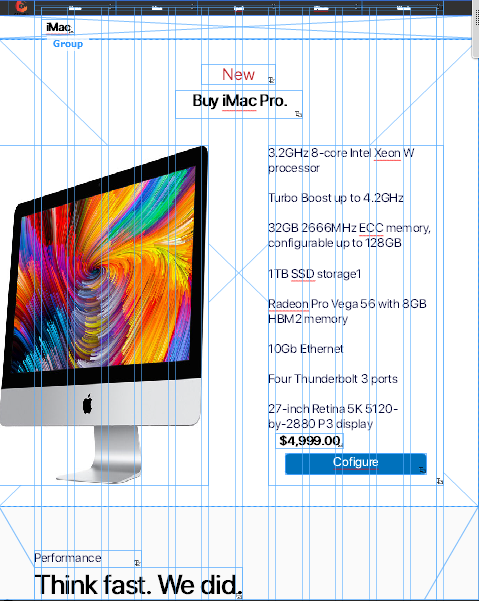 iMac.
Group
New
Buy iMac Pro.
3.2GHz 8-core Intel Xeon W
processor
Turbo Boost up to 4.2GHz
32GB 2666MHz ECC memory,
configurable up to 128GB
1TB SSD storage1
Radeon Pro Vega 56 with 8GB
HBM2 memory
10Gb Ethernet
Four Thunderbolt 3 ports
27-inch Retina 5K 5120-
by-2880 P3 display
$4,999.00
Cofigure
Performance
Think fast. We did.